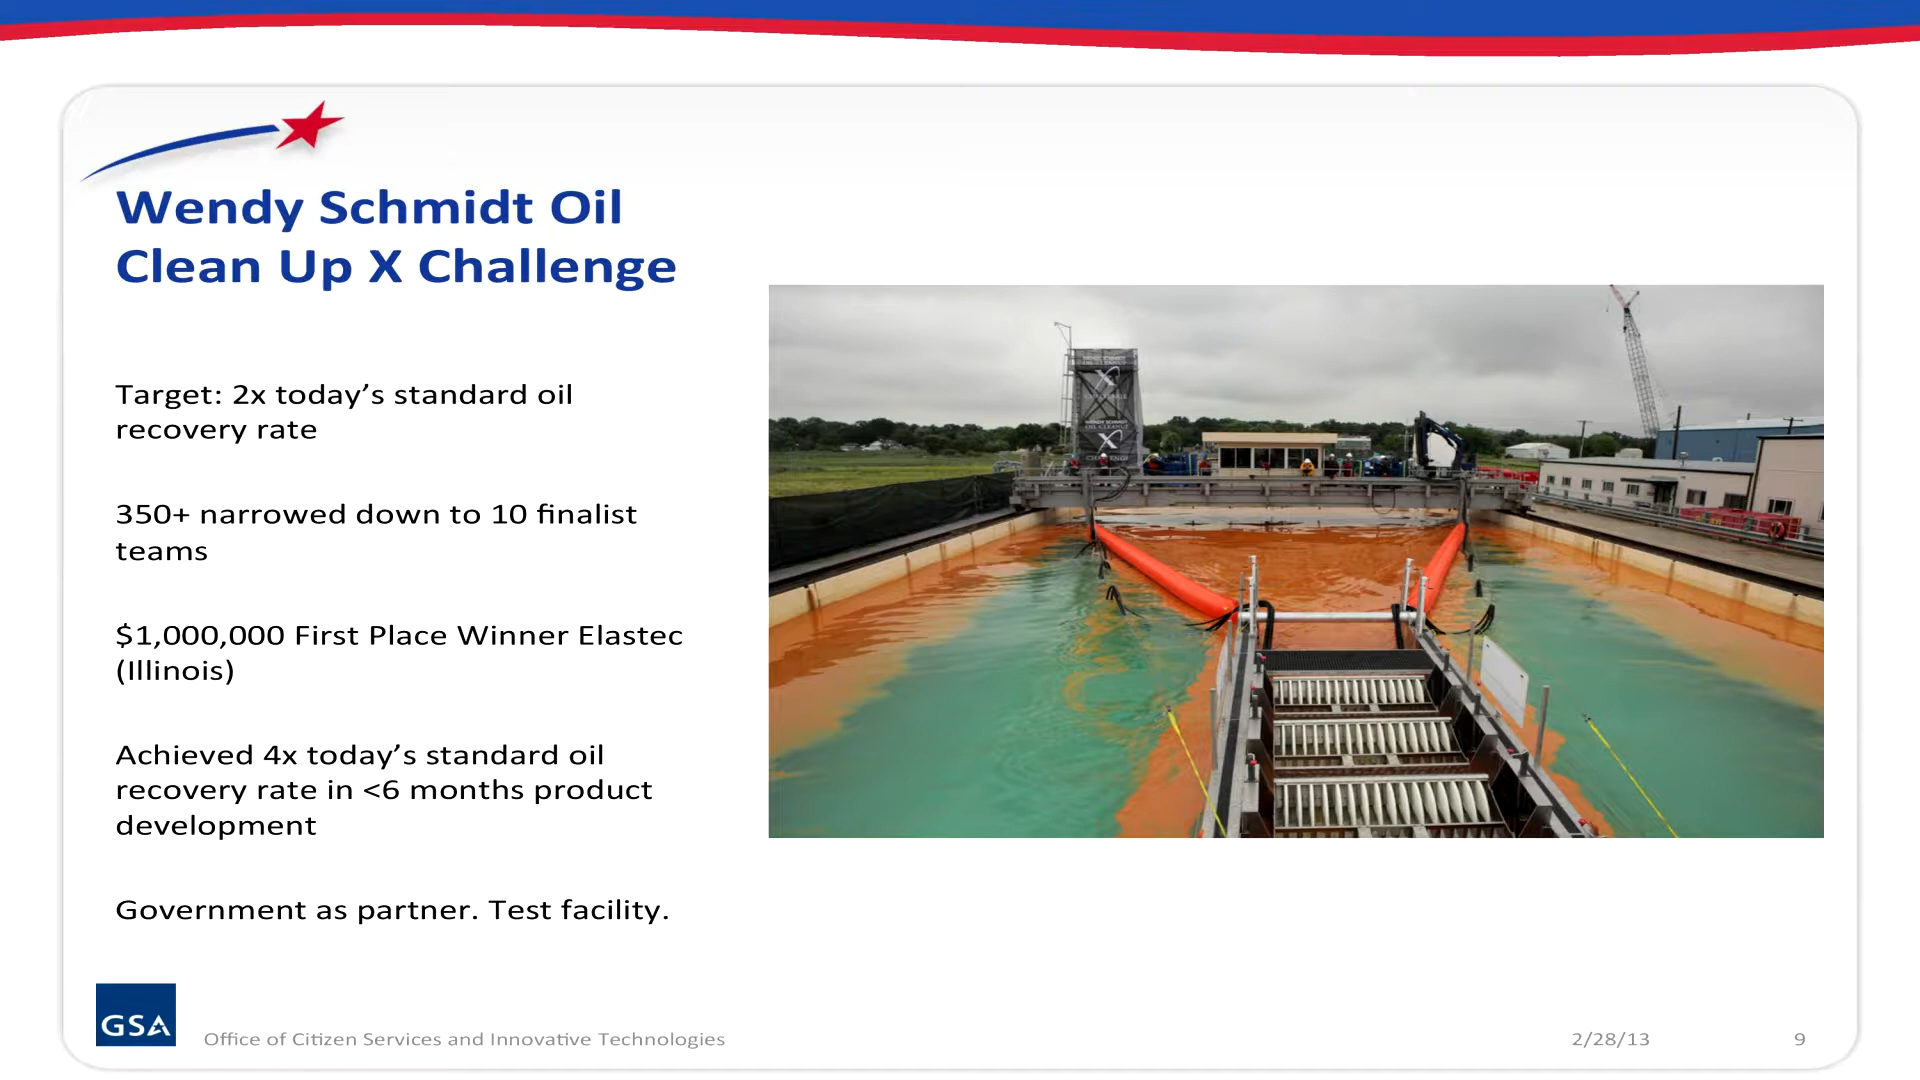 Wendy Schmidt Oil
Clean Up X Challenge
Target: 2x today’s standard oil
recovery rate
350+ narrowed down to 10 finalist
teams
$1,000,000 First Place Winner Elastec
(Illinois)
Achieved 4x today’s standard oil
recovery rate in <6 months product
development
Government as partner. Test facility.
GSA
Office of Citizen Services and Innovative Technologies
2/28/13
9